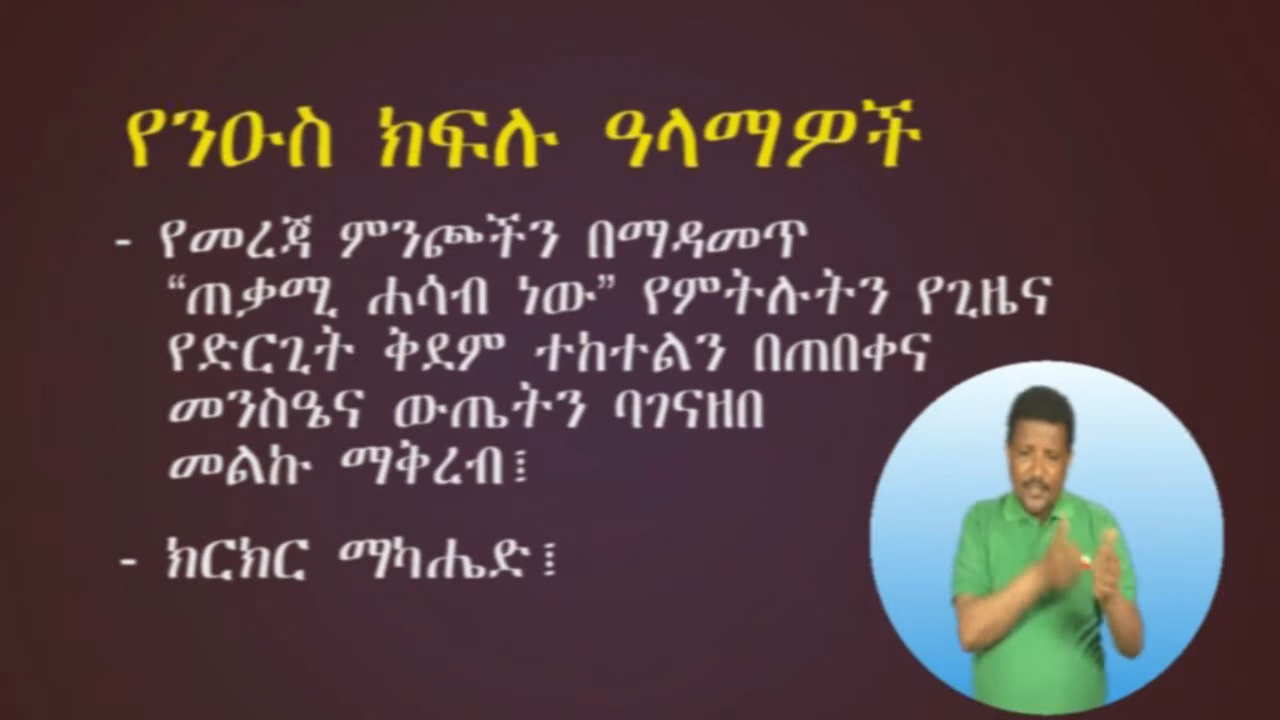 የንዑስ ክፍሉ ዓላማዎች
- የመረጃ ምንጮችን በማዳመጥ
“ጠቃሚ ሐሳብ ነው” የምትሉትን የጊዜና
የድርጊት ቅደም ተከተልን በጠበቀና
መንስዔና ውጤትን ባገናዘበ
መልኩ ማቅረብ፤
- ክርክር ማካሔድ፤